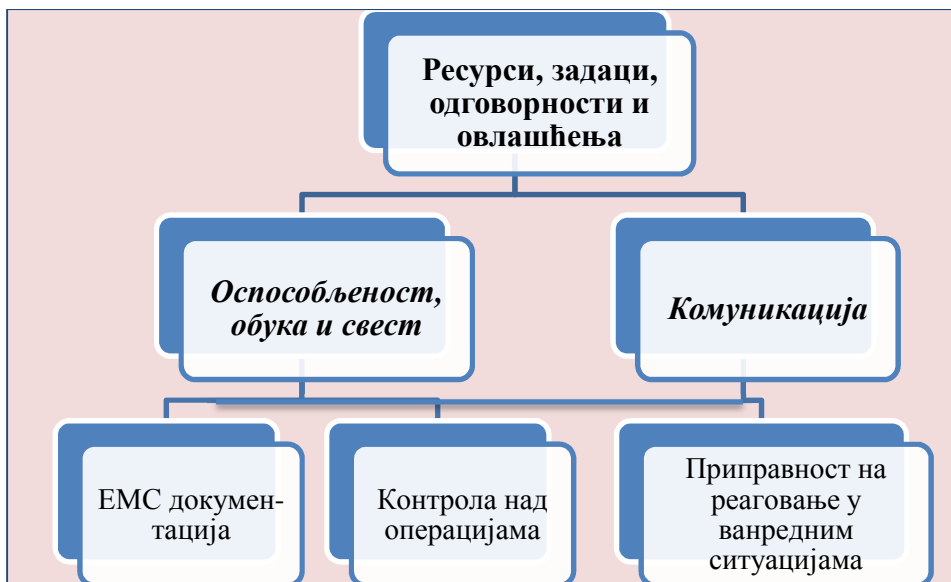 Ресурси, задаци,
одговорности и
овлашћења
Оспособљеност,
обука и свест
Комуникација
ЕМС докумен-
тација
Контрола над
операцијама
Приправност на
реаговање у
ванредним
ситуацијама